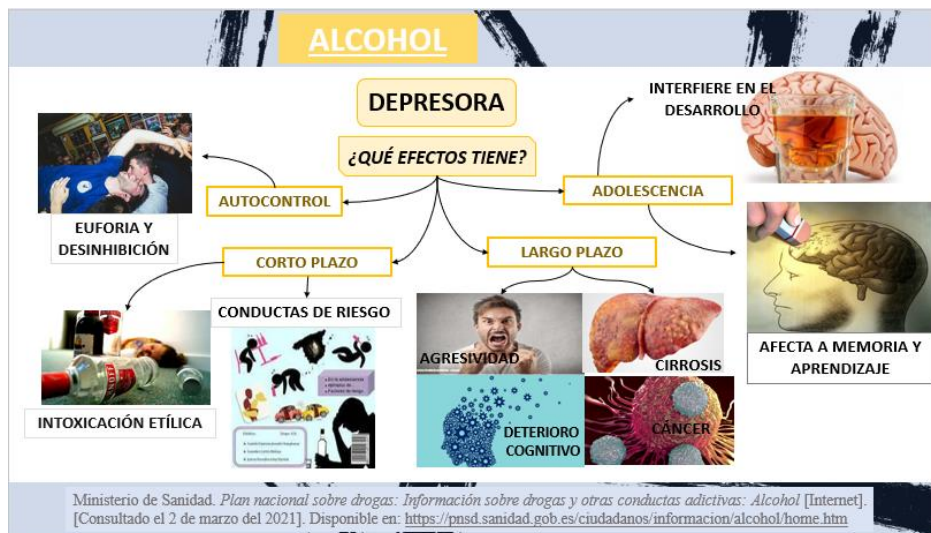 ALCOHOL
DEPRESORA
¿QUÉ EFECTOS TIENE?
INTERFIERE EN EL
DESARROLLO
AUTOCONTROL
ADOLESCENCIA
EUFORIA Y
DESINHIBICIÓN
CORTO PLAZO
LARGO PLAZO
CONDUCTAS DE RIESGO
AGRESIVIDAD
CIRROSIS
AFECTA A MEMORIA Y
APRENDIZAJE
INTOXICACIÓN ETÍLICA
DETERIORO
COGNITIVO
CÁNCER
Ministerio de Sanidad. Plan nacional sobre drogas: Información sobre drogas y otras conductas adictivas: Alcohol [Internet].
[Consultado el 2 de marzo del 2021]. Disponible en: https://pnsd.sanidad.gob.es/ciudadanos/informacion/alcohol/home.htm